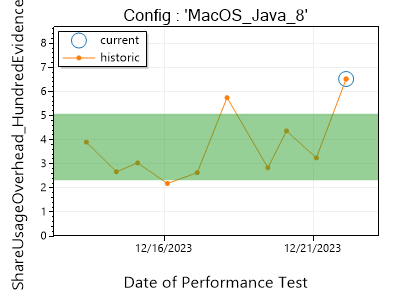 Config : 'MacOS_Java_8'
ShareUsageOverhead_HundredEvidence
current
historic
8
7
6
5
4
3
2
1
0
12/16/2023
12/21/2023
Date of Performance Test